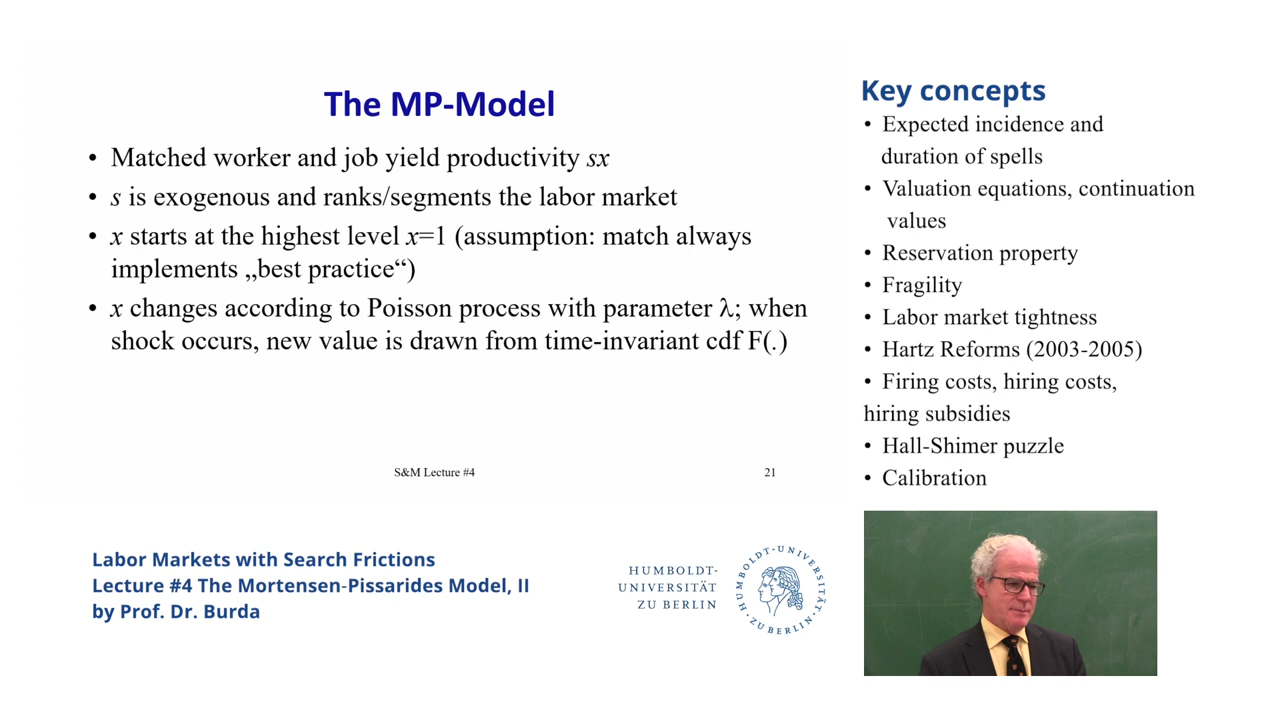 The MP-Model
• Matched worker and job yield productivity sx
• s is exogenous and ranks/segments the labor market
• x starts at the highest level x=1 (assumption: match always
implements „best practice“)
• x changes according to Poisson process with parameter λ; when
shock occurs, new value is drawn from time-invariant cdf F(.)
S&M Lecture #4
21
Key concepts
• Expected incidence and
duration of spells
• Valuation equations, continuation
values
• Reservation property
• Fragility
• Labor market tightness
• Hartz Reforms (2003-2005)
• Firing costs, hiring costs,
hiring subsidies
• Hall-Shimer puzzle
• Calibration
Labor Markets with Search Frictions
Lecture #4 The Mortensen-Pissarides Model, II
by Prof. Dr. Burda
HUMBOLDT-
UNIVERSITÄT
ZU BERLIN
HUMBOLDT-UNIVERSITÄT
· ZU BERLIN ·